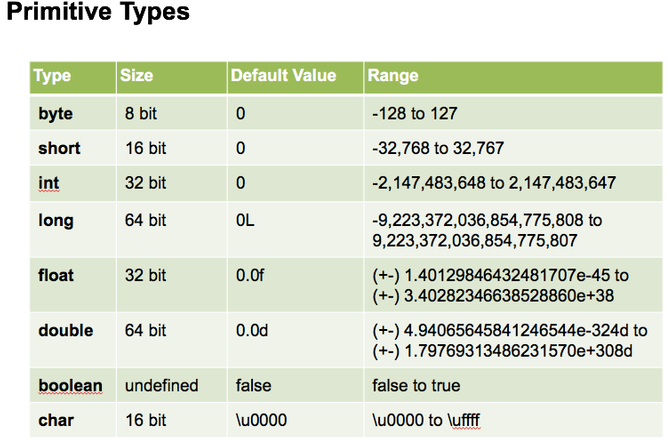 Primitive Types
Type Size Default Value Range
byte 8 bit 0 -128 to 127
short 16 bit 0 -32,768 to 32,767
int 32 bit 0 -2,147,483,648 to 2,147,483,647
long 64 bit 0L -9,223,372,036,854,775,808 to
9,223,372,036,854,775,807
float 32 bit 0.0f (+-) 1.40129846432481707e-45 to
(+-) 3.40282346638528860e+38
double 64 bit 0.0d (+-) 4.94065645841246544e-324d to
(+-) 1.79769313486231570e+308d
boolean undefined false false to true
char 16 bit \u0000 \u0000 to \uffff